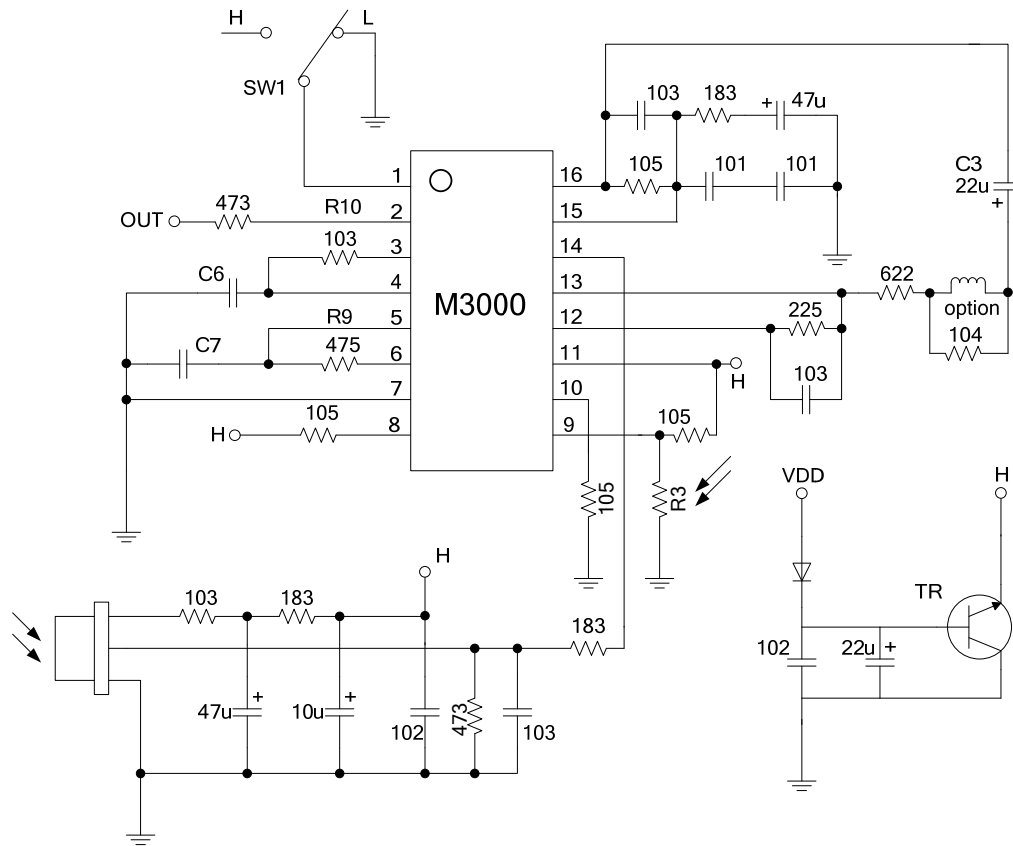 H L
SW1
103 183 + 47u
1 16 105 101 101 C3
22u
+
OUT 473 R10 2 15
103 3 14
C6 4 13 622
R9 5 12 225 option
M3000
C7 475 6 11 104
H 103
7 10
H 105 8 9 105
105 R3
VDD H
H
TR
103 183 183
102 22u +
47u + 10u + 102 473 103